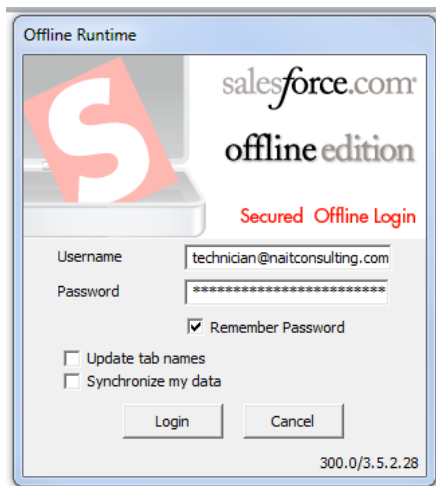 Offline Runtime
S
salesforce.com
offline edition
Secured Offline Login
Username technician@naitconsulting.com
Password ************************
Remember Password
Update tab names
Synchronize my data
Login Cancel
300.0/3.5.2.28